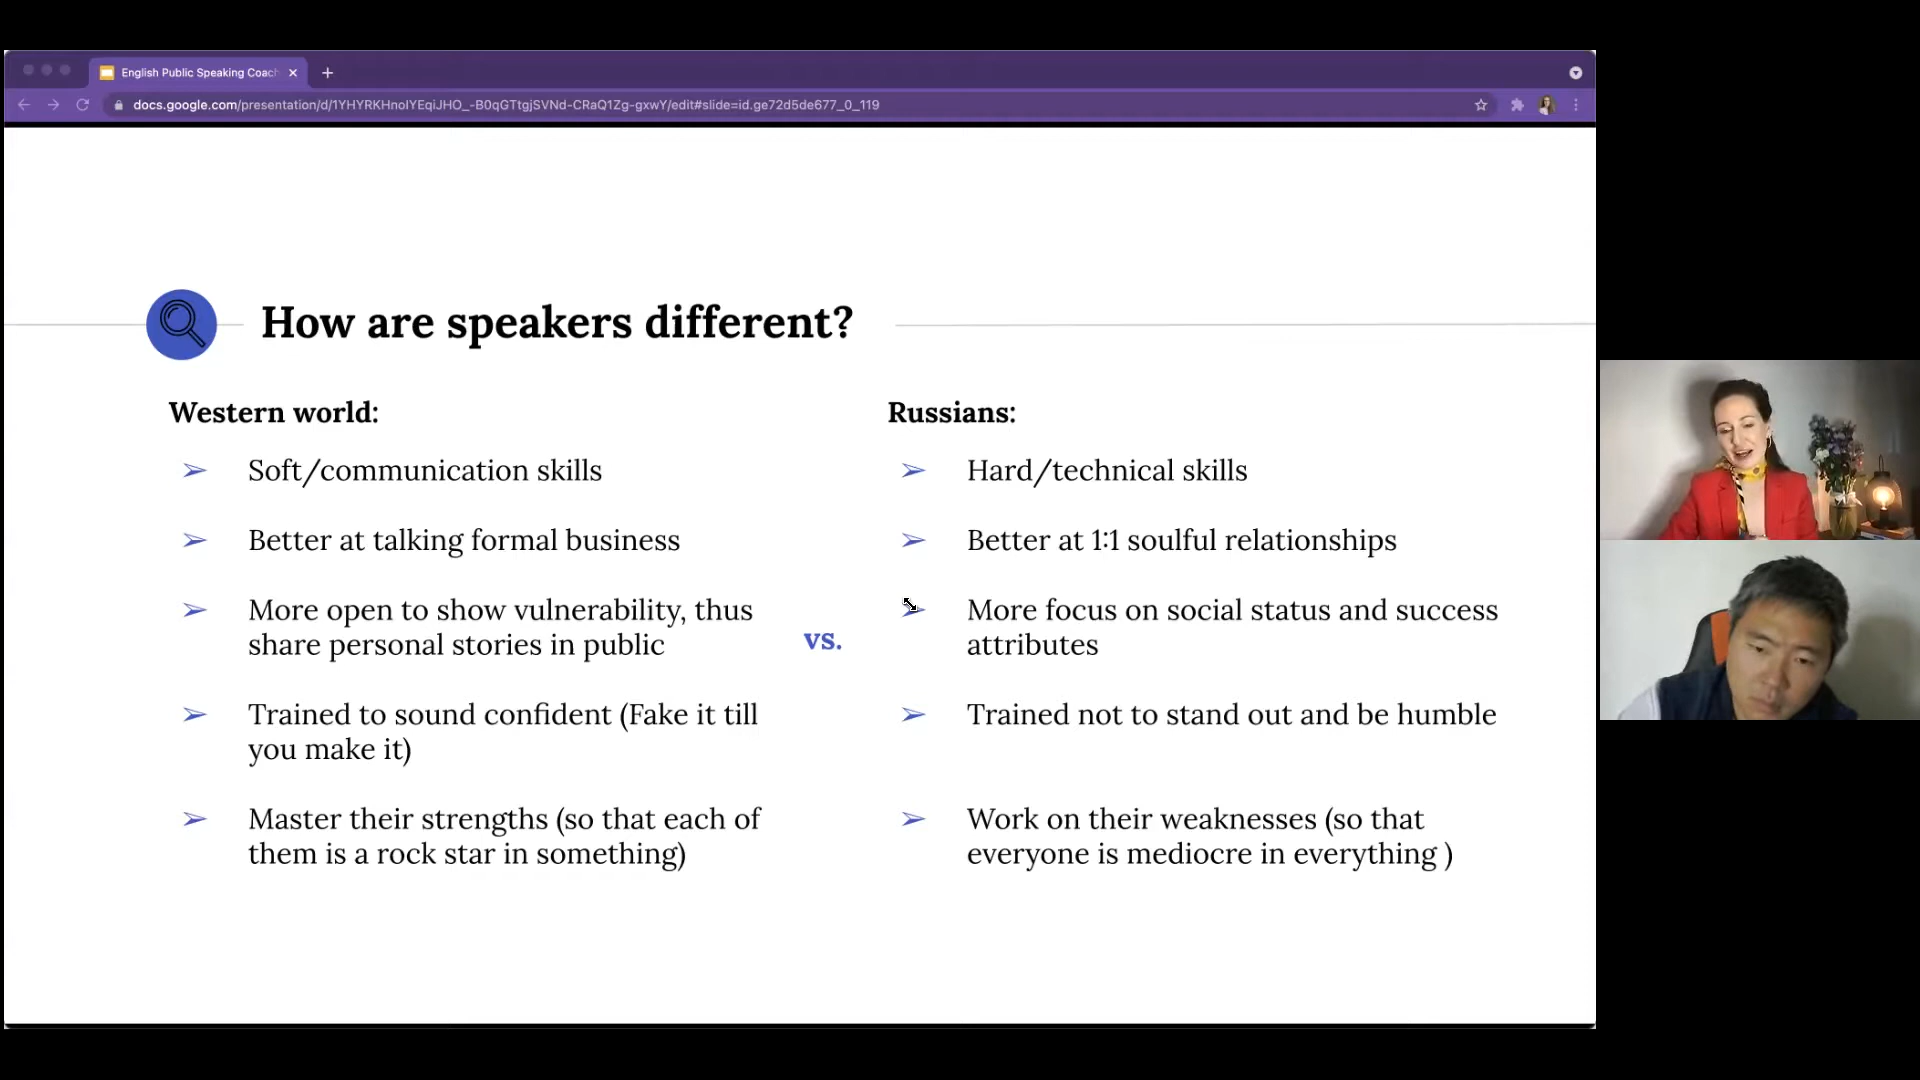 English Public Speaking Coach
docs.google.com/presentation/d/1YHYRKHnolYEqiJHO_-B0qGTtgjSVNd-CRaQ1Zg-gxwY/edit#slide=id.ge72d5de677_0_119
How are speakers different?
Western world:
➢ Soft/communication skills
➢ Better at talking formal business
➢ More open to show vulnerability, thus
share personal stories in public
➢ Trained to sound confident (Fake it till
you make it)
➢ Master their strengths (so that each of
them is a rock star in something)
vs.
Russians:
➢ Hard/technical skills
➢ Better at 1:1 soulful relationships
➢ More focus on social status and success
attributes
➢ Trained not to stand out and be humble
➢ Work on their weaknesses (so that
everyone is mediocre in everything )